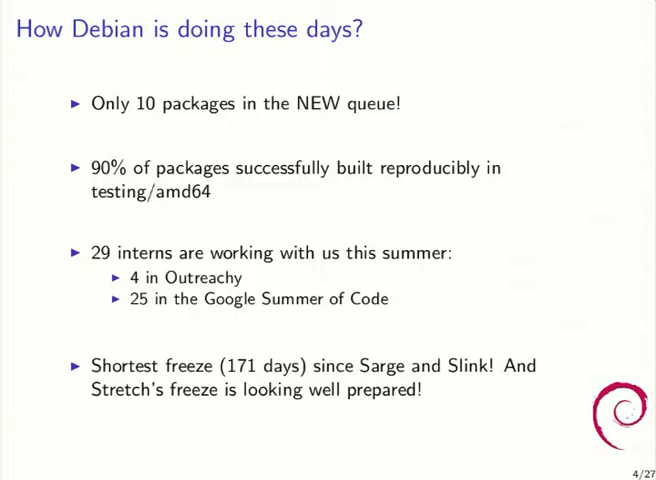 How Debian is doing these days?
Only 10 packages in the NEW queue!
90% of packages successfully built reproducibly in
testing/amd64
29 interns are working with us this summer:
4 in Outreachy
25 in the Google Summer of Code
Shortest freeze (171 days) since Sarge and Slink! And
Stretch's freeze is looking well prepared!
4/27